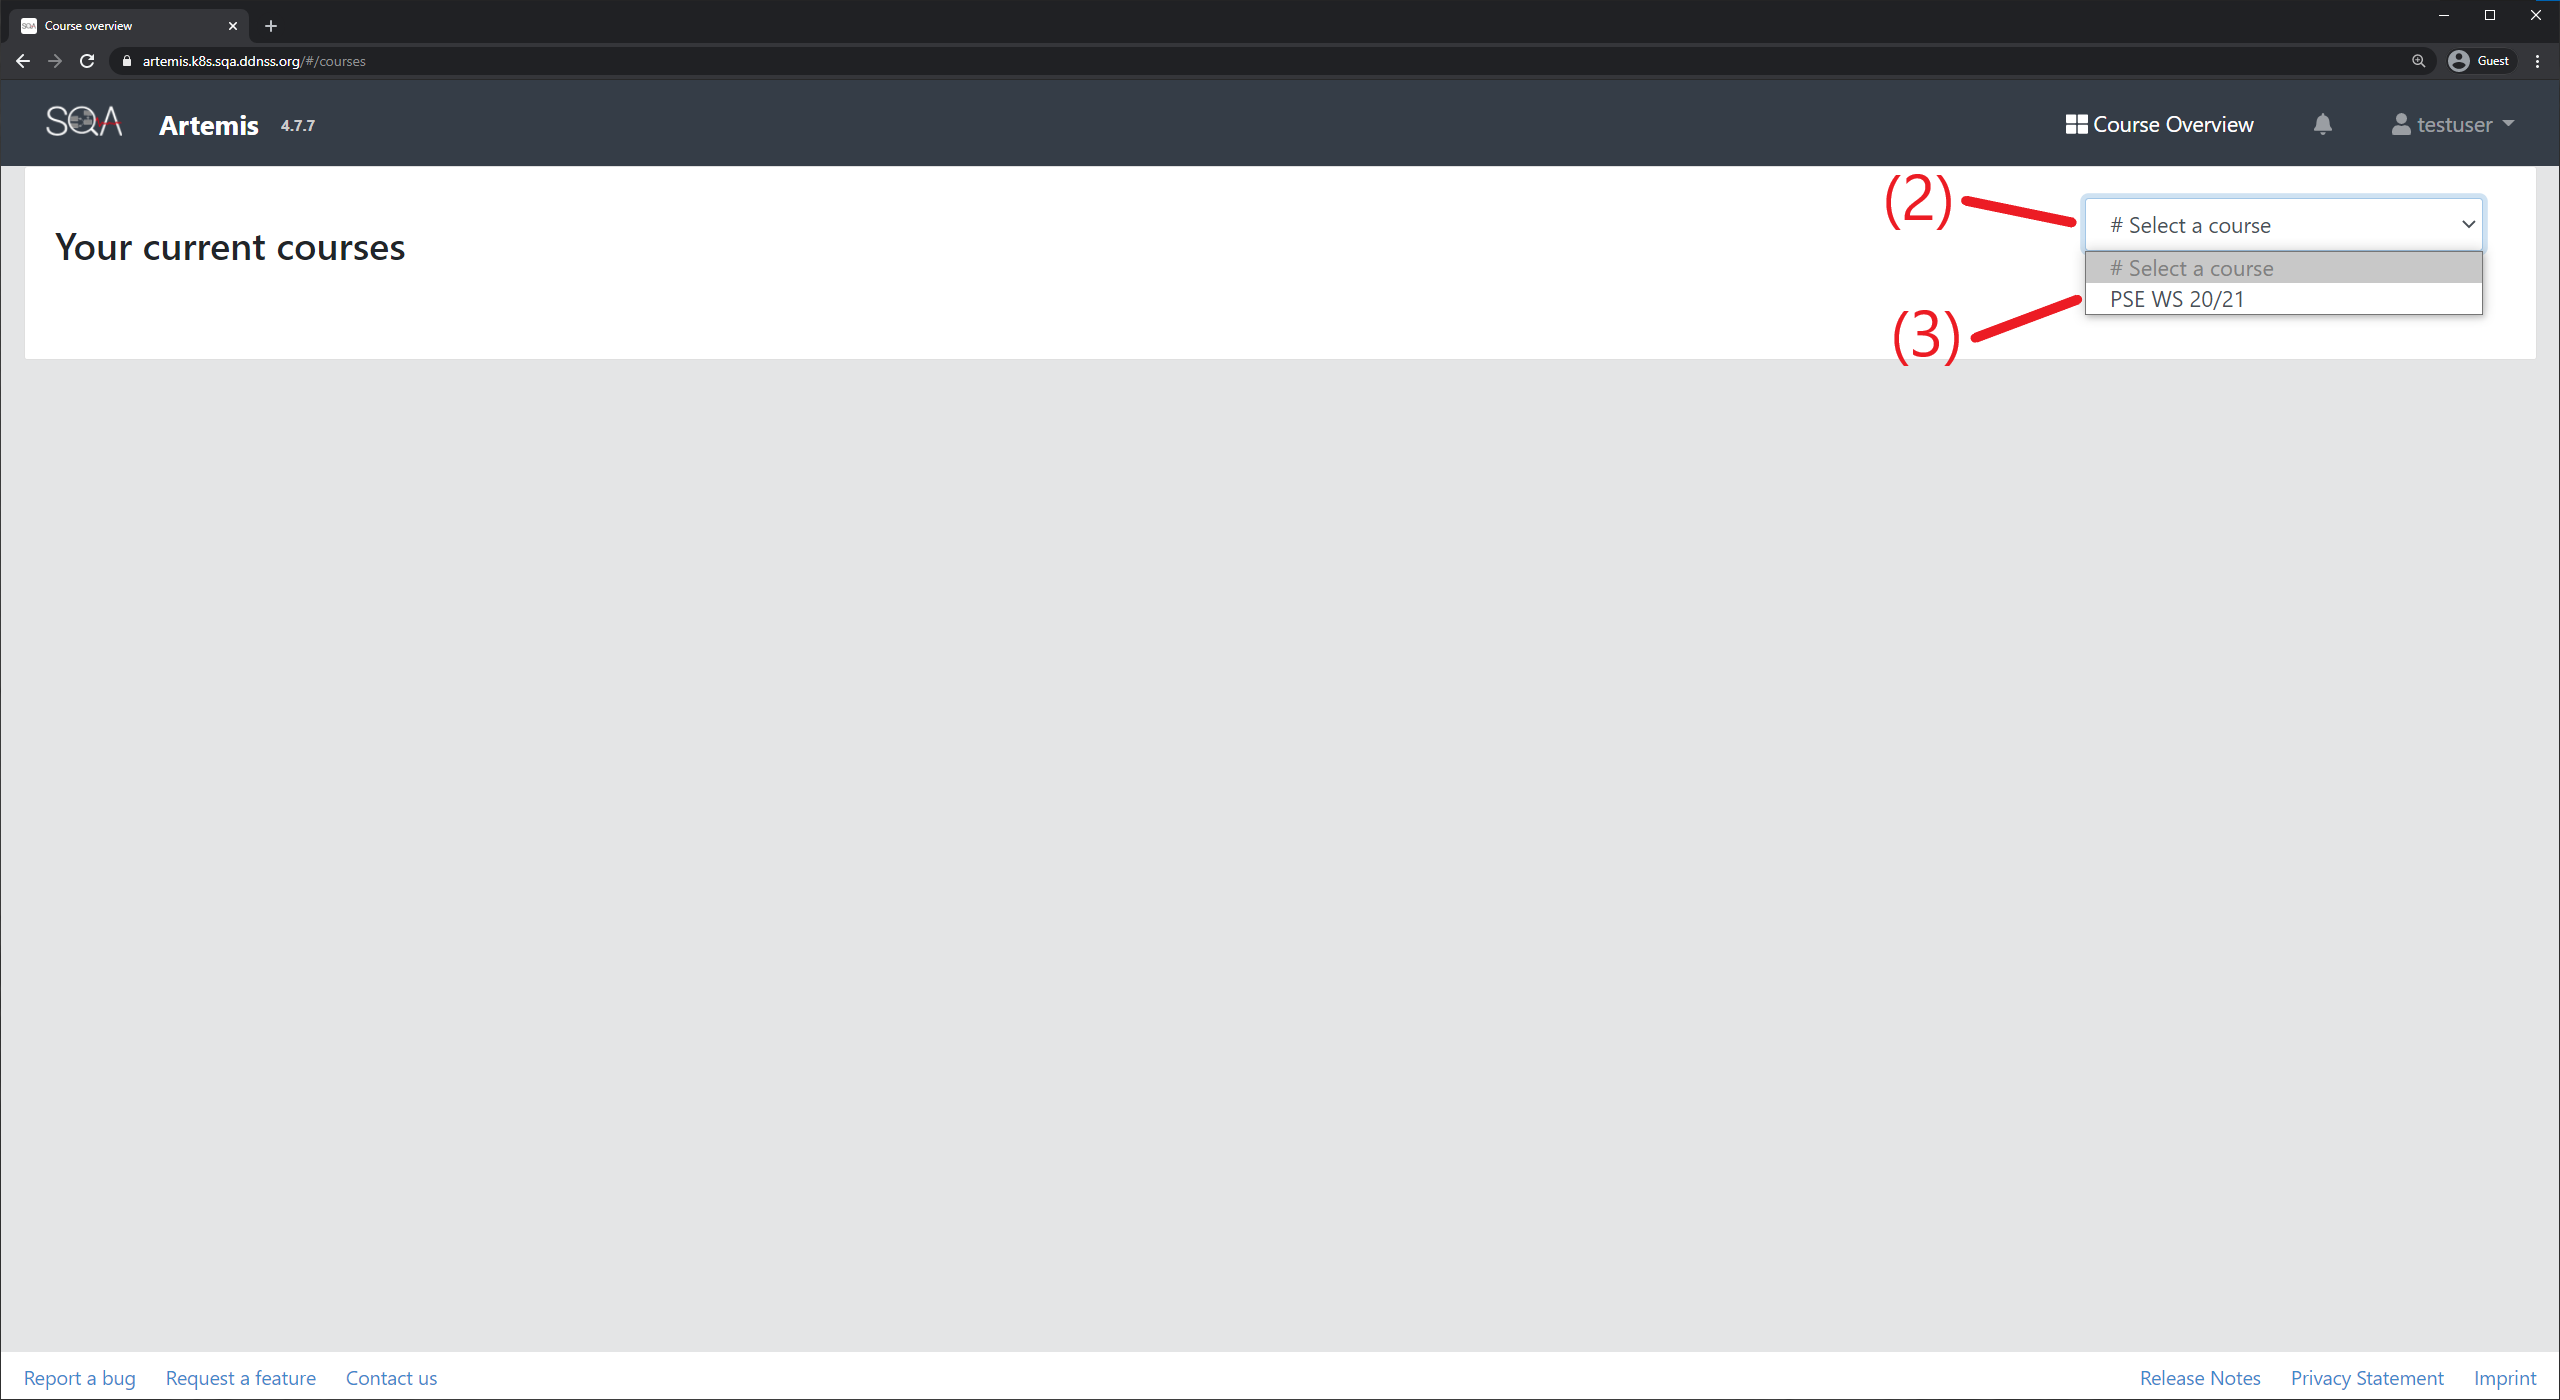 Course overview
artemis.k8s.sqa.ddnss.org/#/courses
Guest
SQA
Artemis 4.7.7
Course Overview
testuser
Your current courses
(2)
# Select a course
# Select a course
PSE WS 20/21
(3)
Report a bug Request a feature Contact us
Release Notes Privacy Statement Imprint